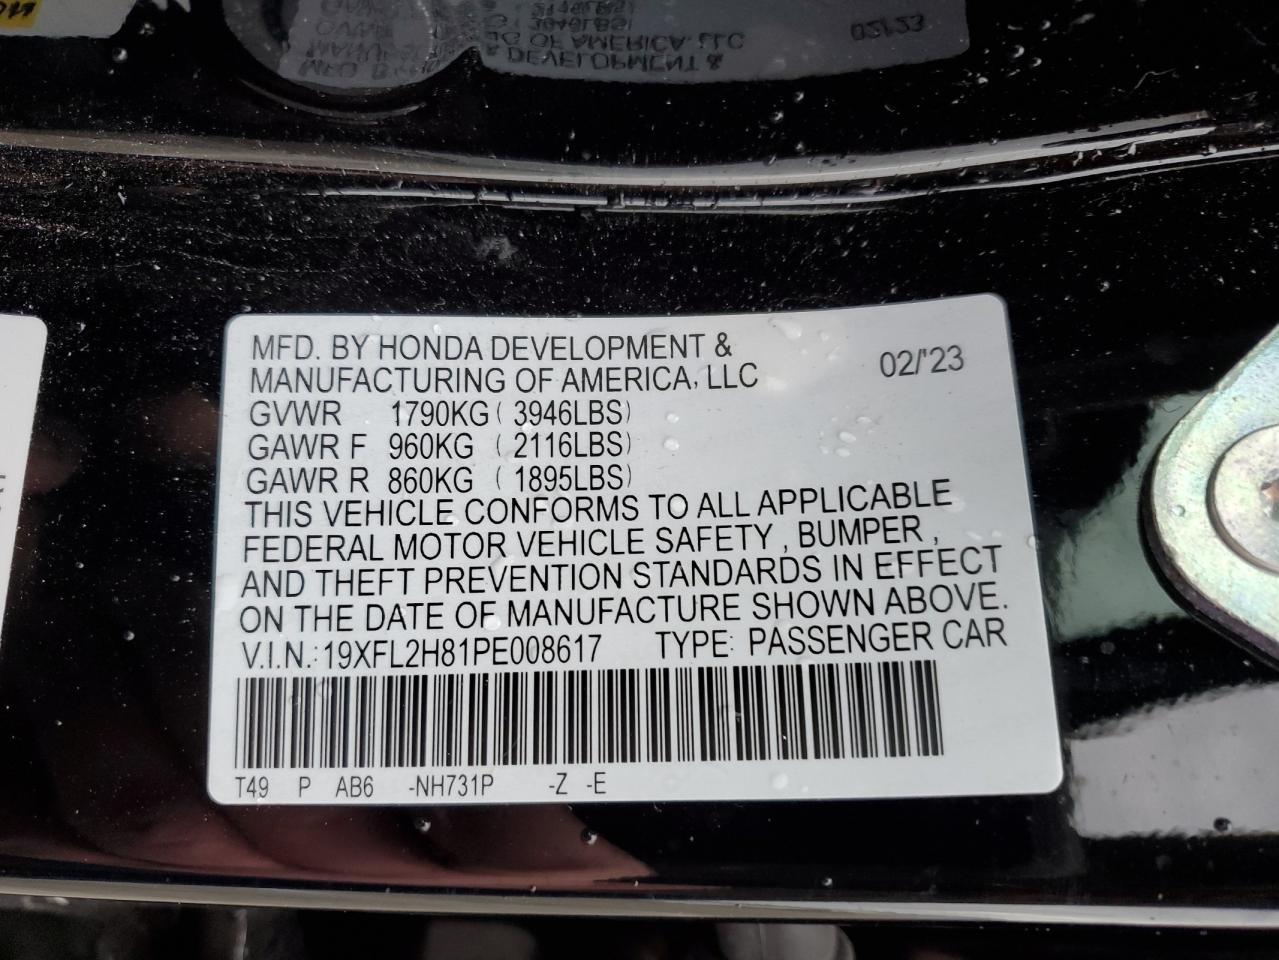 MFD. BY HONDA DEVELOPMENT &
MANUFACTURING OF AMERICA, LLC 02/'23
GVWR 1790KG ( 3946LBS)
GAWR F 960KG ( 2116LBS)
GAWR R 860KG ( 1895LBS)
THIS VEHICLE CONFORMS TO ALL APPLICABLE
FEDERAL MOTOR VEHICLE SAFETY , BUMPER ,
AND THEFT PREVENTION STANDARDS IN EFFECT
ON THE DATE OF MANUFACTURE SHOWN ABOVE.
V.I.N.: 19XFL2H81PE008617 TYPE: PASSENGER CAR
T49 P AB6 -NH731P -Z -E